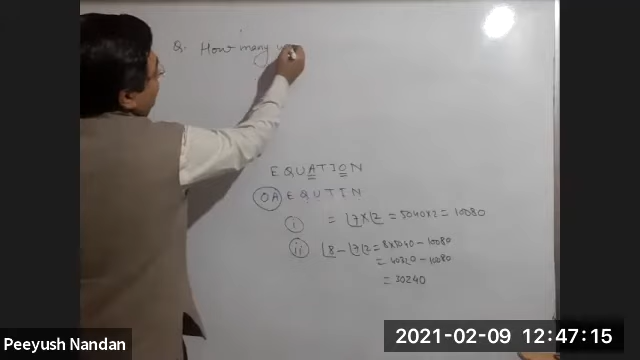 Q. How many
EQUATION
OA EQUTIN
i = ⌊7 × ⌊2 = 5040×2 = 10080
ii ⌊8 - ⌊7⌊2 = 8×5040 - 10080
= 40320 - 10080
= 30240
Peeyush Nandan
2021-02-09 12:47:15